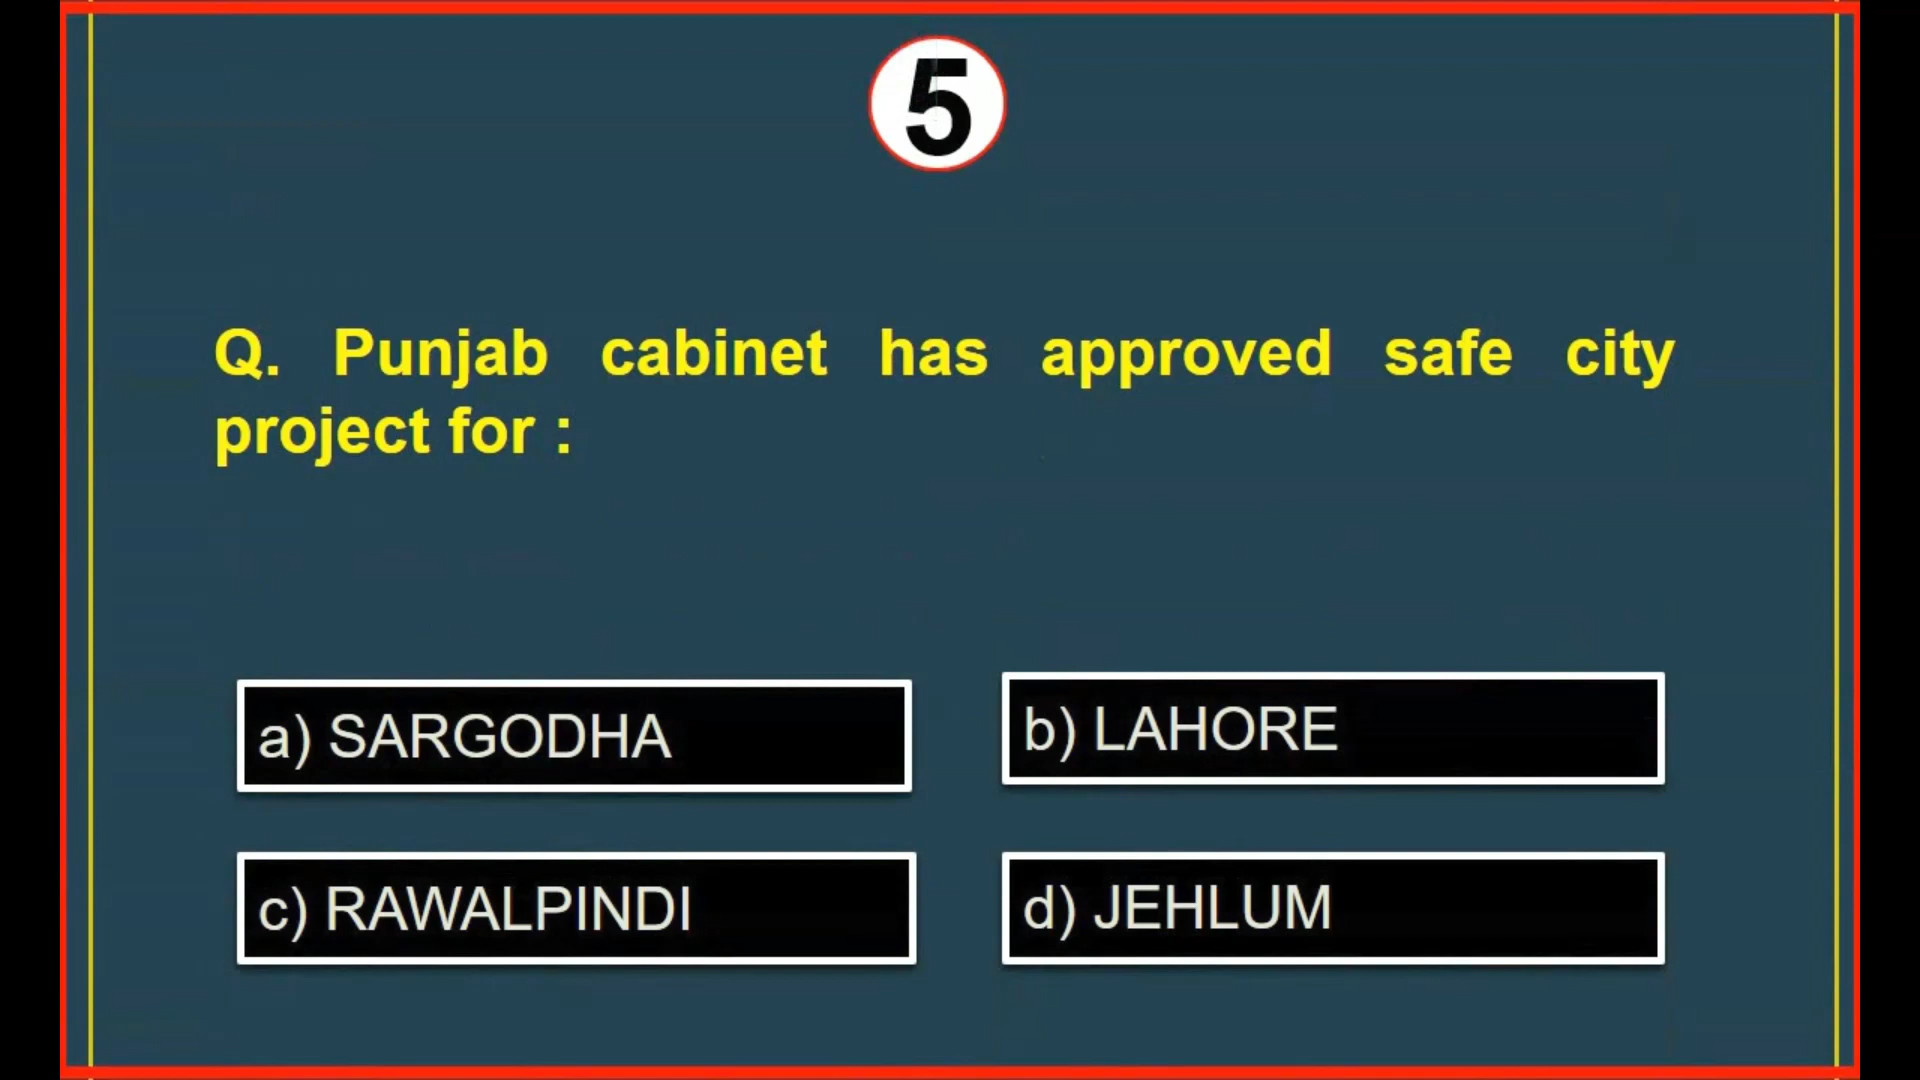 5
Q. Punjab cabinet has approved safe city
project for :
a) SARGODHA
b) LAHORE
c) RAWALPINDI
d) JEHLUM